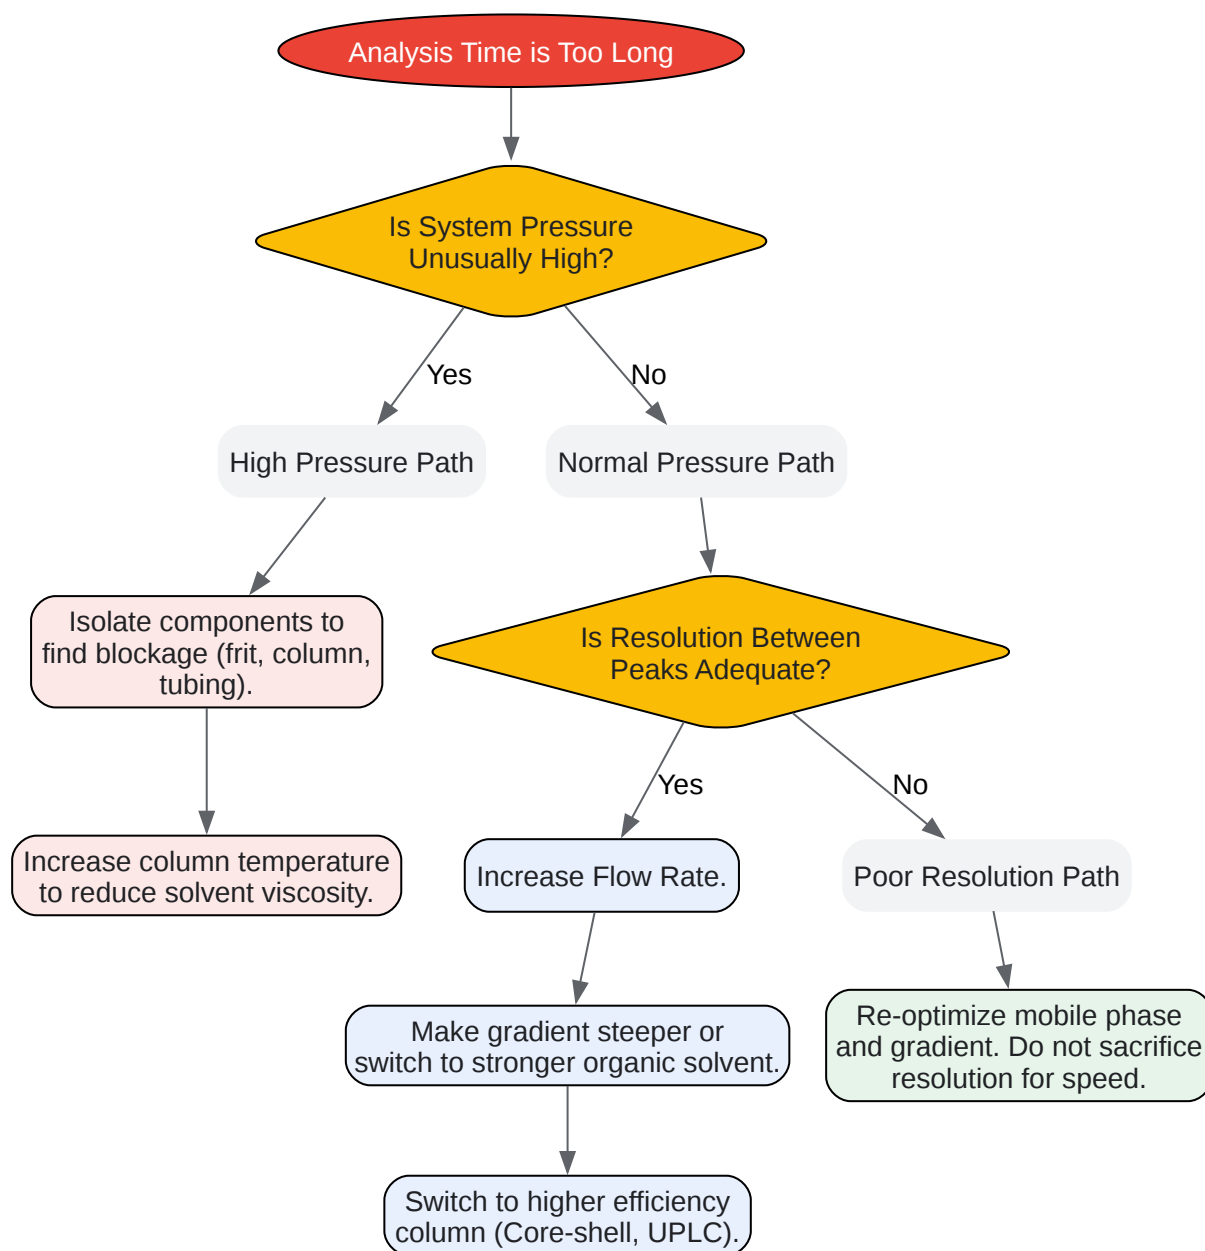 Analysis Time is Too Long
Is System Pressure
Unusually High?
Yes
No
High Pressure Path
Normal Pressure Path
Isolate components to
find blockage (frit, column,
tubing).
Is Resolution Between
Peaks Adequate?
Yes
No
Increase column temperature
to reduce solvent viscosity.
Increase Flow Rate.
Poor Resolution Path
Make gradient steeper or
switch to stronger organic solvent.
Re-optimize mobile phase
and gradient. Do not sacrifice
resolution for speed.
Switch to higher efficiency
column (Core-shell, UPLC).